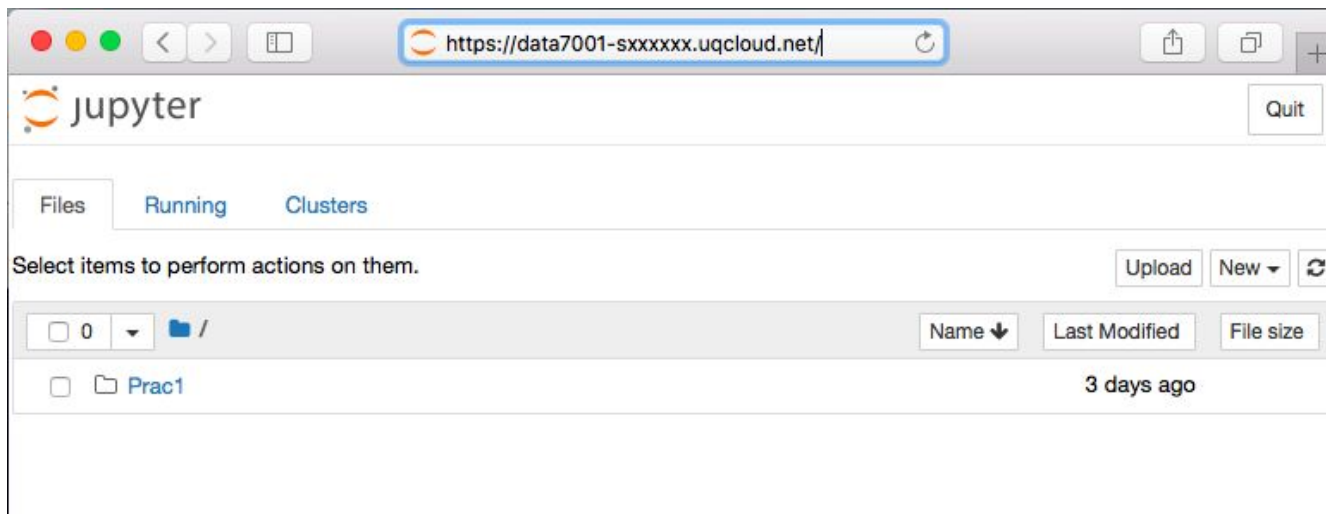 https://data7001-sxxxxxx.uqcloud.net/
jupyter
Quit
Files Running Clusters
Select items to perform actions on them.
Upload New
0 / Name Last Modified File size
Prac1 3 days ago